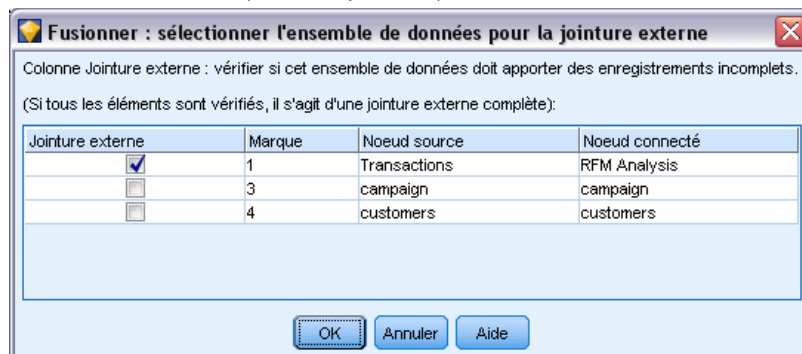 Fusionner : sélectionner l'ensemble de données pour la jointure externe
Colonne Jointure externe : vérifier si cet ensemble de données doit apporter des enregistrements incomplets.
(Si tous les éléments sont vérifiés, il s'agit d'une jointure externe complète):
Jointure externe Marque Noeud source Noeud connecté
1 Transactions RFM Analysis
3 campaign campaign
4 customers customers
OK Annuler Aide